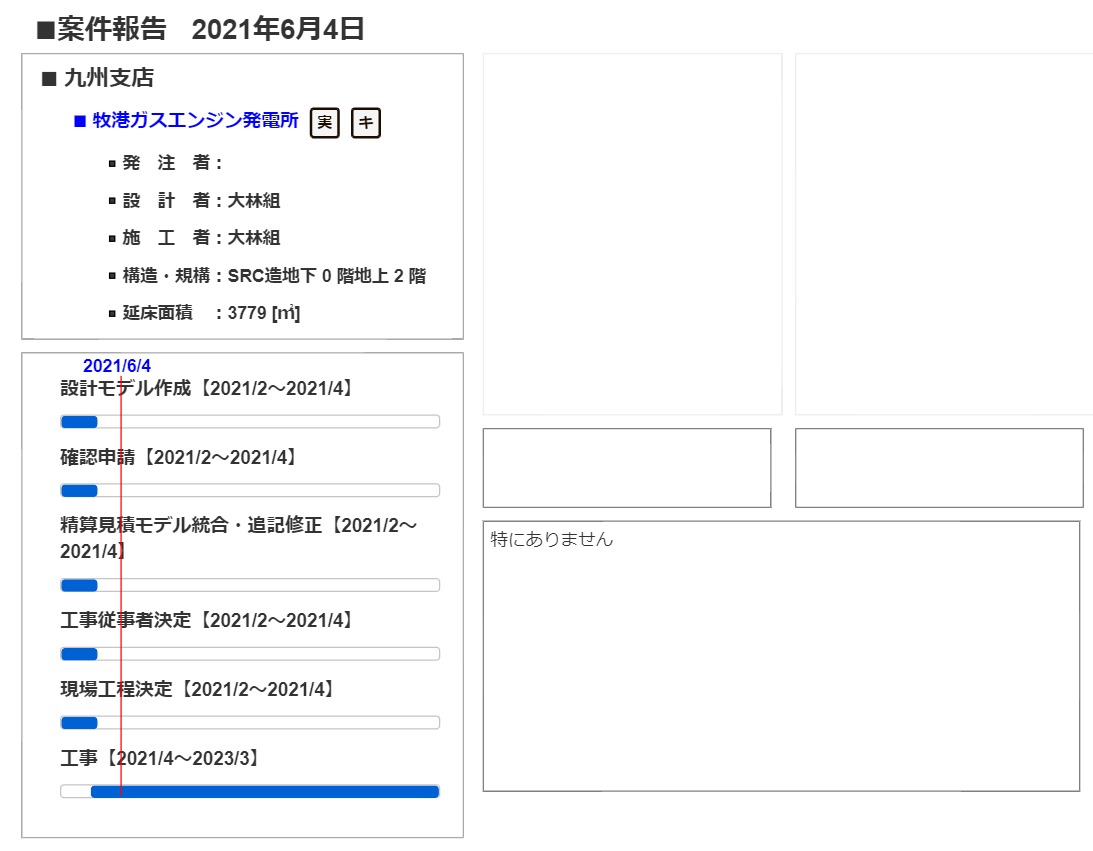 ■案件報告 2021年6月4日
■ 九州支店
■ 牧港ガスエンジン発電所 実 キ
▪ 発 注 者：
▪ 設 計 者：大林組
▪ 施 工 者：大林組
▪ 構造・規構：SRC造地下 0 階地上 2 階
▪ 延床面積 ：3779 [㎡]
2021/6/4
設計モデル作成【2021/2～2021/4】
確認申請【2021/2～2021/4】
精算見積モデル統合・追記修正【2021/2～
2021/4】
工事従事者決定【2021/2～2021/4】
現場工程決定【2021/2～2021/4】
工事【2021/4～2023/3】
特にありません